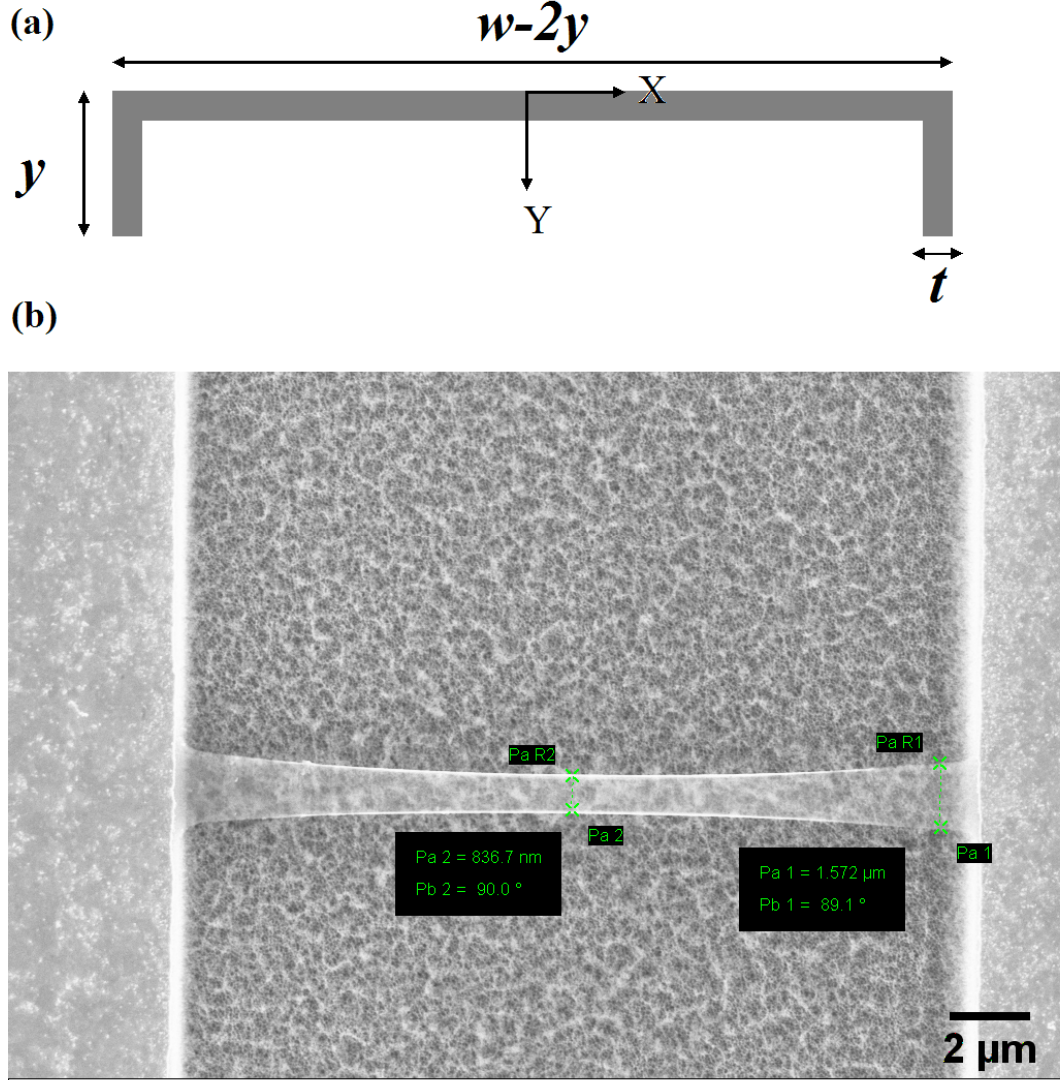 (a)
w-2y
X
y
Y
t
(b)
Pa R2
Pa R1
Pa 2
Pa 1
Pa 2 = 836.7 nm
Pb 2 = 90.0 º
Pa 1 = 1.572 µm
Pb 1 = 89.1 º
2 µm